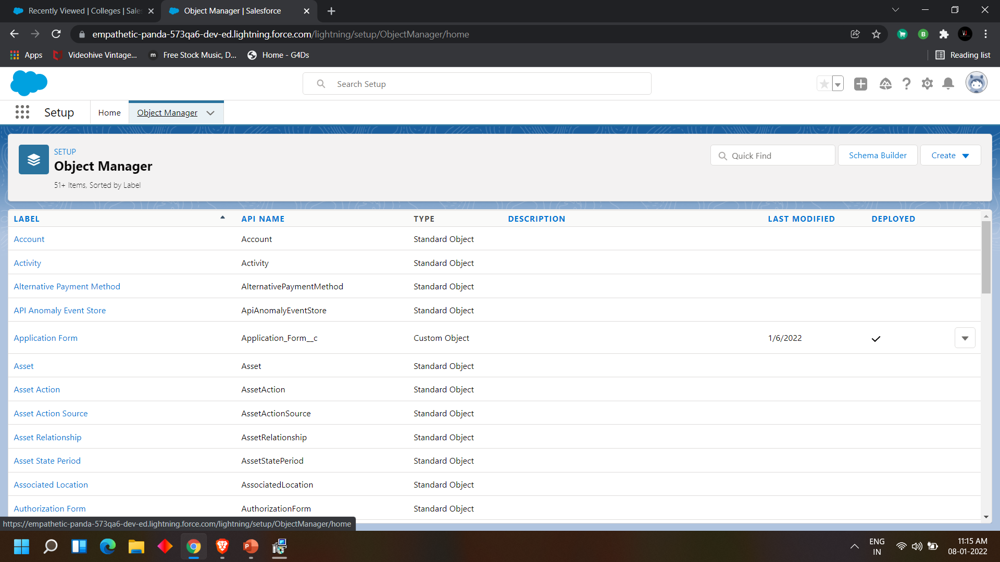 Recently Viewed | Colleges | Sale
Object Manager | Salesforce
empathetic-panda-573qa6-dev-ed.lightning.force.com/lightning/setup/ObjectManager/home
B
Apps
Videohive Vintage...
m
Free Stock Music, D...
Home - G4Ds
Reading list
Search Setup
Setup
Home
Object Manager
SETUP
Object Manager
51+ Items, Sorted by Label
Quick Find
Schema Builder
Create
LABEL API NAME TYPE DESCRIPTION LAST MODIFIED DEPLOYED
Account Account Standard Object
Activity Activity Standard Object
Alternative Payment Method AlternativePaymentMethod Standard Object
API Anomaly Event Store ApiAnomalyEventStore Standard Object
Application Form Application_Form__c Custom Object 1/6/2022
Asset Asset Standard Object
Asset Action AssetAction Standard Object
Asset Action Source AssetActionSource Standard Object
Asset Relationship AssetRelationship Standard Object
Asset State Period AssetStatePeriod Standard Object
Associated Location AssociatedLocation Standard Object
Authorization Form AuthorizationForm Standard Object
https://empathetic-panda-573qa6-dev-ed.lightning.force.com/lightning/setup/ObjectManager/home
ENG
IN
11:15 AM
08-01-2022